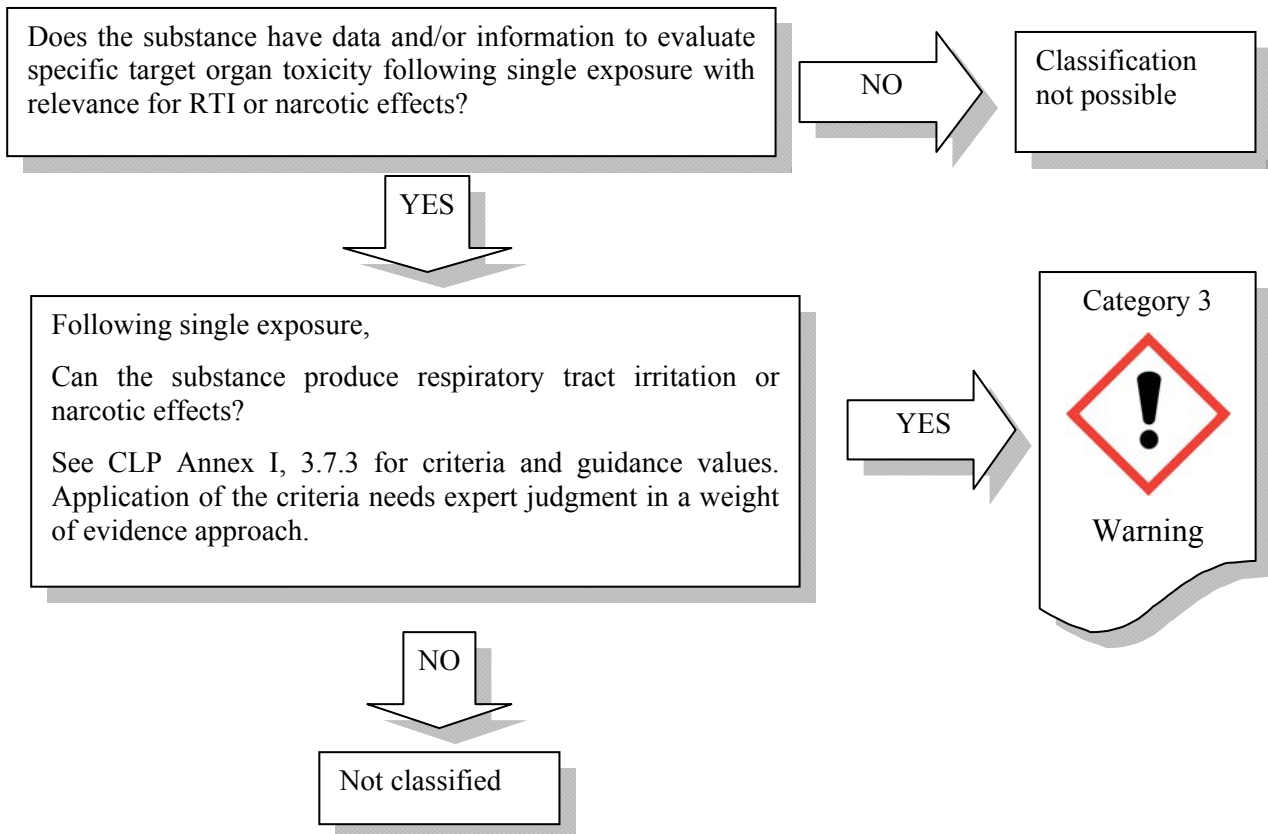 Does the substance have data and/or information to evaluate
specific target organ toxicity following single exposure with
relevance for RTI or narcotic effects?
NO
Classification
not possible
YES
Following single exposure,
Can the substance produce respiratory tract irritation or
narcotic effects?
See CLP Annex I, 3.7.3 for criteria and guidance values.
Application of the criteria needs expert judgment in a weight
of evidence approach.
YES
Category 3
Warning
NO
Not classified